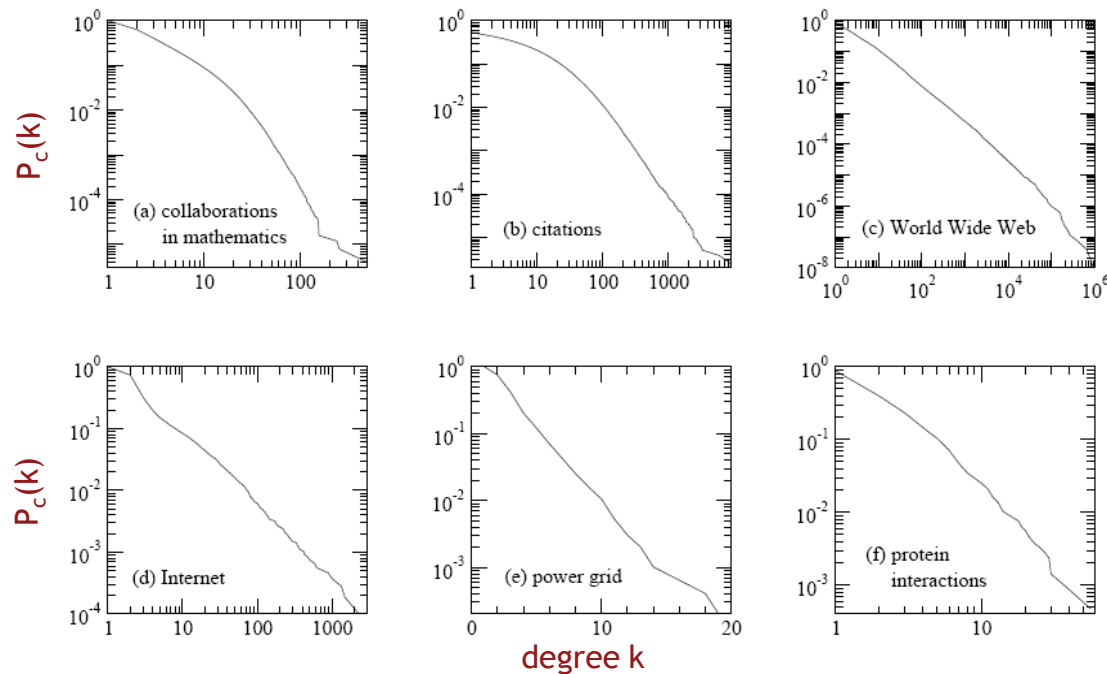 10^0
10^-2
10^-4
P_c(k)
(a) collaborations
in mathematics
1 10 100
10^0
10^-2
10^-4
(b) citations
1 10 100 1000
10^0
10^-2
10^-4
10^-6
10^-8
(c) World Wide Web
10^0 10^2 10^4 10^6
10^0
10^-1
10^-2
10^-3
10^-4
P_c(k)
(d) Internet
1 10 100 1000
10^0
10^-1
10^-2
10^-3
(e) power grid
0 10 20
10^0
10^-1
10^-2
10^-3
(f) protein
interactions
1 10
degree k